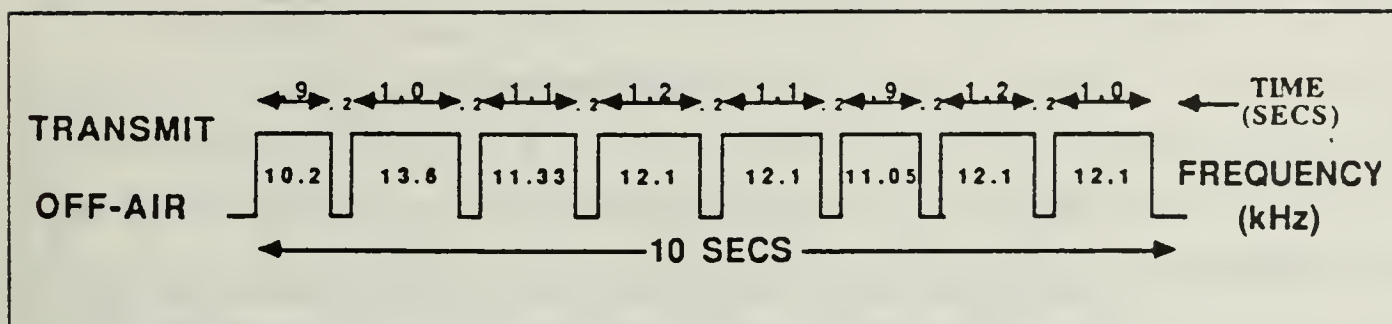 .9 .2 1.0 .2 1.1 .2 1.2 .2 1.1 .2 .9 .2 1.2 .2 1.0 TIME
(SECS)
TRANSMIT
10.2 13.6 11.33 12.1 12.1 11.05 12.1 12.1 FREQUENCY
OFF-AIR (kHz)
10 SECS